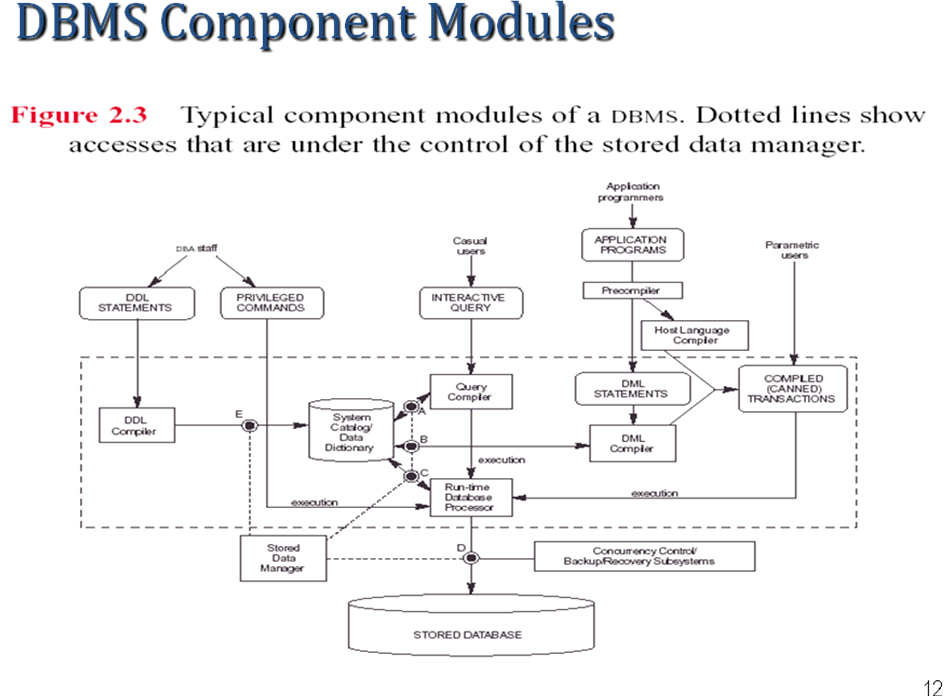 DBMS Component Modules
Figure 2.3 Typical component modules of a DBMS. Dotted lines show
accesses that are under the control of the stored data manager.
Application
programmers
DBA staff
Casual
users
APPLICATION
PROGRAMS
Parametric
users
DDL
STATEMENTS
PRIVILEGED
COMMANDS
INTERACTIVE
QUERY
Precompiler
Host Language
Compiler
Query
Compiler
DML
STATEMENTS
COMPILED
(CANNED)
TRANSACTIONS
DDL
Compiler
E
System
Catalog/
Data
Dictionary
A
B
C
DML
Compiler
execution
Run-time
Database
Processor
execution
execution
Stored
Data
Manager
D
Concurrency Control/
Backup/Recovery Subsystems
STORED DATABASE
12